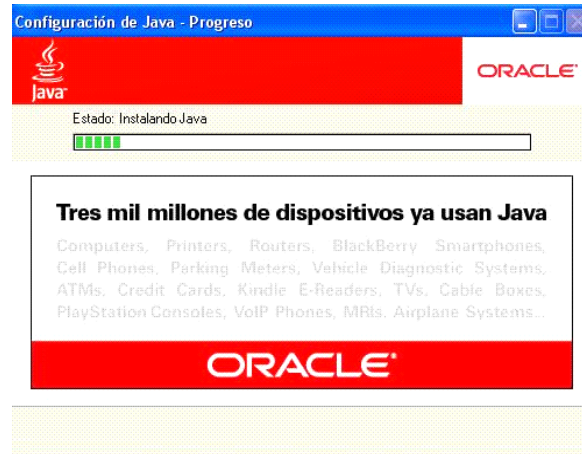 Configuración de Java - Progreso
Java
ORACLE
Estado: Instalando Java
Tres mil millones de dispositivos ya usan Java
Computers, Printers, Routers, BlackBerry Smartphones,
Cell Phones, Parking Meters, Vehicle Diagnostic Systems,
ATMs, Credit Cards, Kindle E-Readers, TVs, Cable Boxes,
PlayStation Consoles, VoIP Phones, MRIs, Airplane Systems...
ORACLE